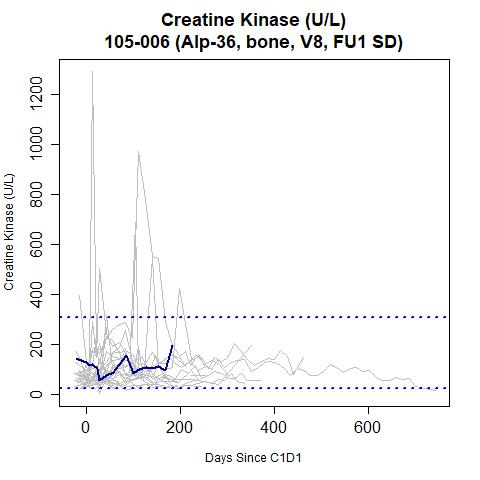 Creatine Kinase (U/L)
105-006 (Alp-36, bone, V8, FU1 SD)
Creatine Kinase (U/L)
1200
1000
800
600
400
200
0
0 200 400 600
Days Since C1D1